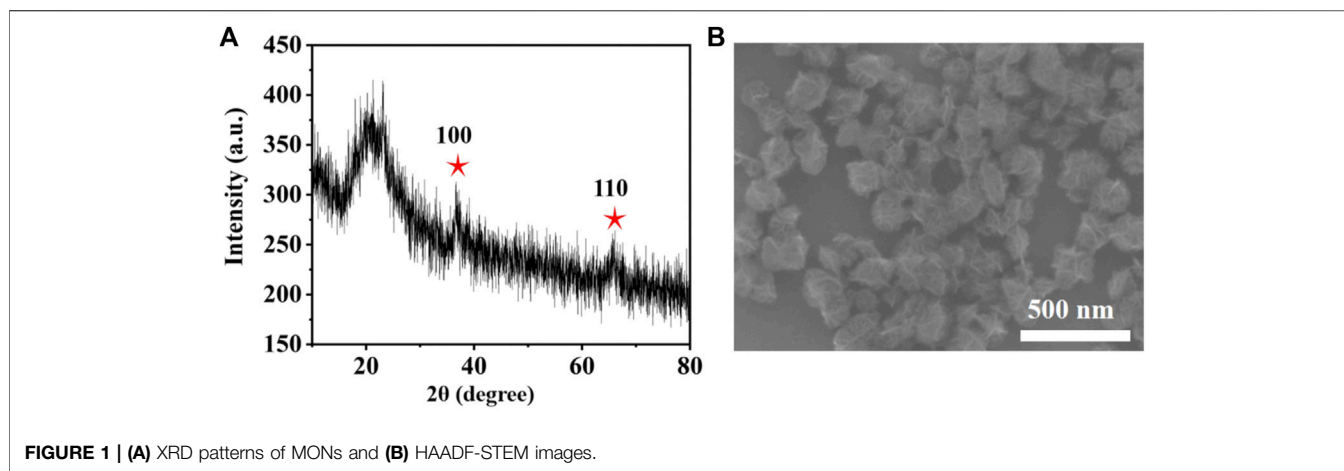 A
B
450
400
350
300
250
200
150
Intensity (a.u.)
100
110
20
40
60
80
2θ (degree)
500 nm
FIGURE 1 | (A) XRD patterns of MONs and (B) HAADF-STEM images.